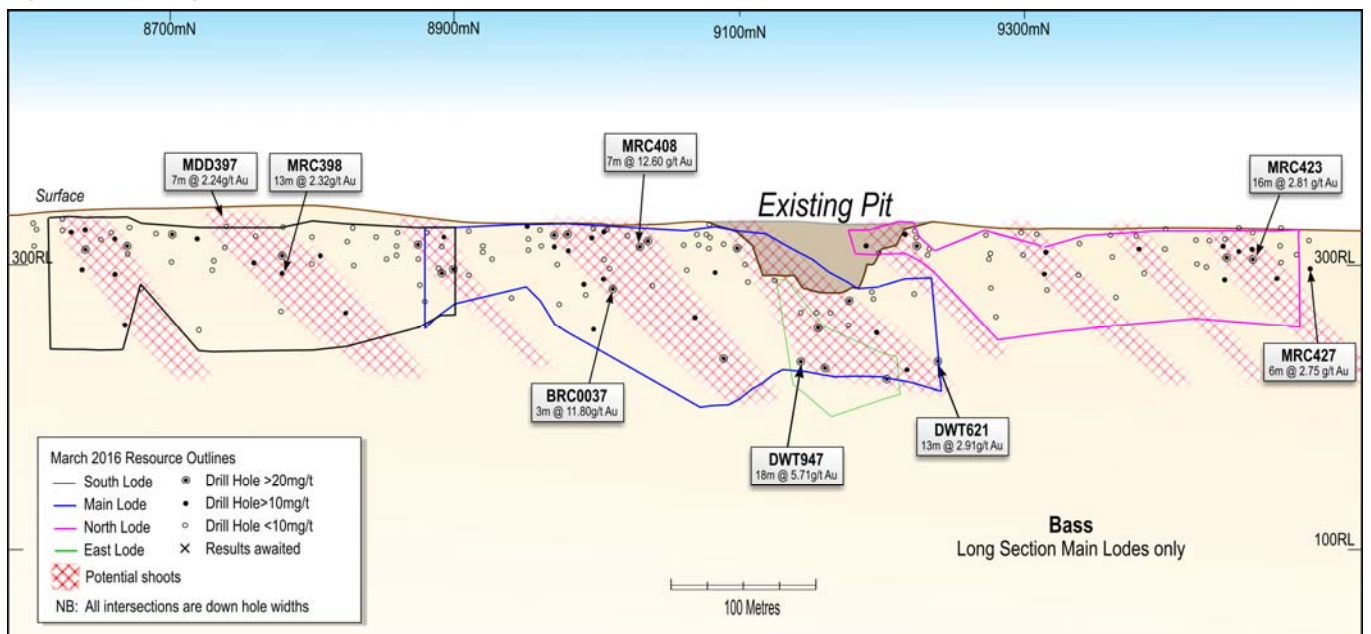 8700mN
8900mN
9100mN
9300mN
MRC408
7m @ 12.60 g/t Au
MDD397
7m @ 2.24g/t Au
MRC398
13m @ 2.32g/t Au
MRC423
16m @ 2.81 g/t Au
Surface
Existing Pit
300RL
300RL
MRC427
6m @ 2.75 g/t Au
BRC0037
3m @ 11.80g/t Au
DWT621
13m @ 2.91g/t Au
DWT947
18m @ 5.71g/t Au
March 2016 Resource Outlines
South Lode
Main Lode
North Lode
East Lode
Drill Hole >20mg/t
Drill Hole>10mg/t
Drill Hole <10mg/t
Results awaited
Potential shoots
NB: All intersections are down hole widths
Bass
Long Section Main Lodes only
100RL
100 Metres